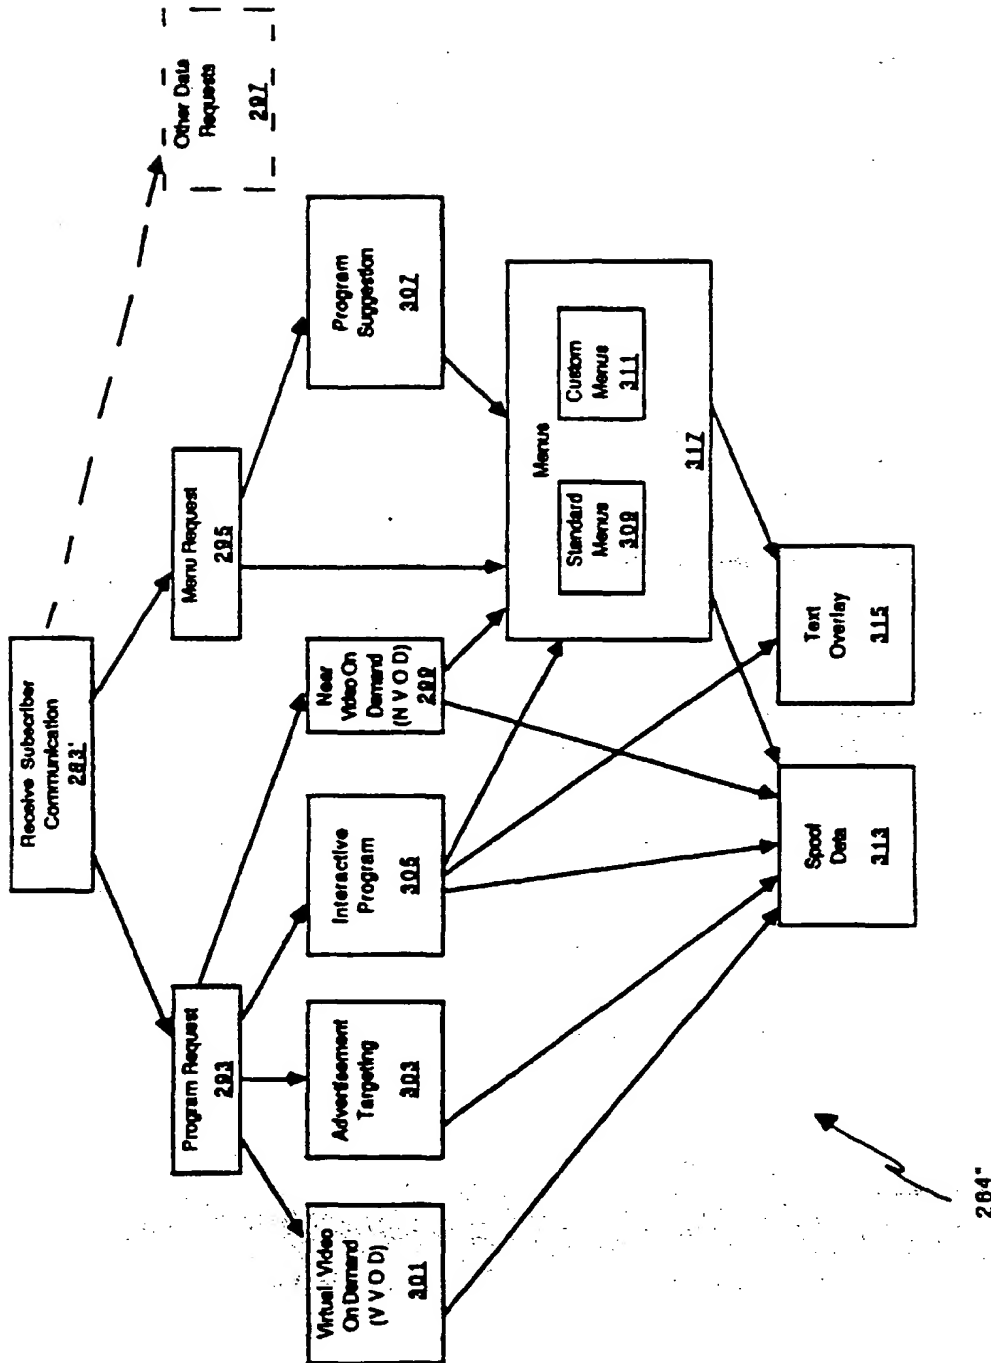 Receive Subscriber
Communication
283'
Other Data
Requests
297
Program Request
293
Menu Request
295
Virtual Video
On Demand
(V V O D)
301
Advertisement
Targeting
303
Interactive
Program
305
Near
Video On
Demand
(N V O D)
299
Program
Suggestion
307
Menus
Standard
Menus
309
Custom
Menus
311
317
Spoof
Data
313
Text
Overlay
315
284"